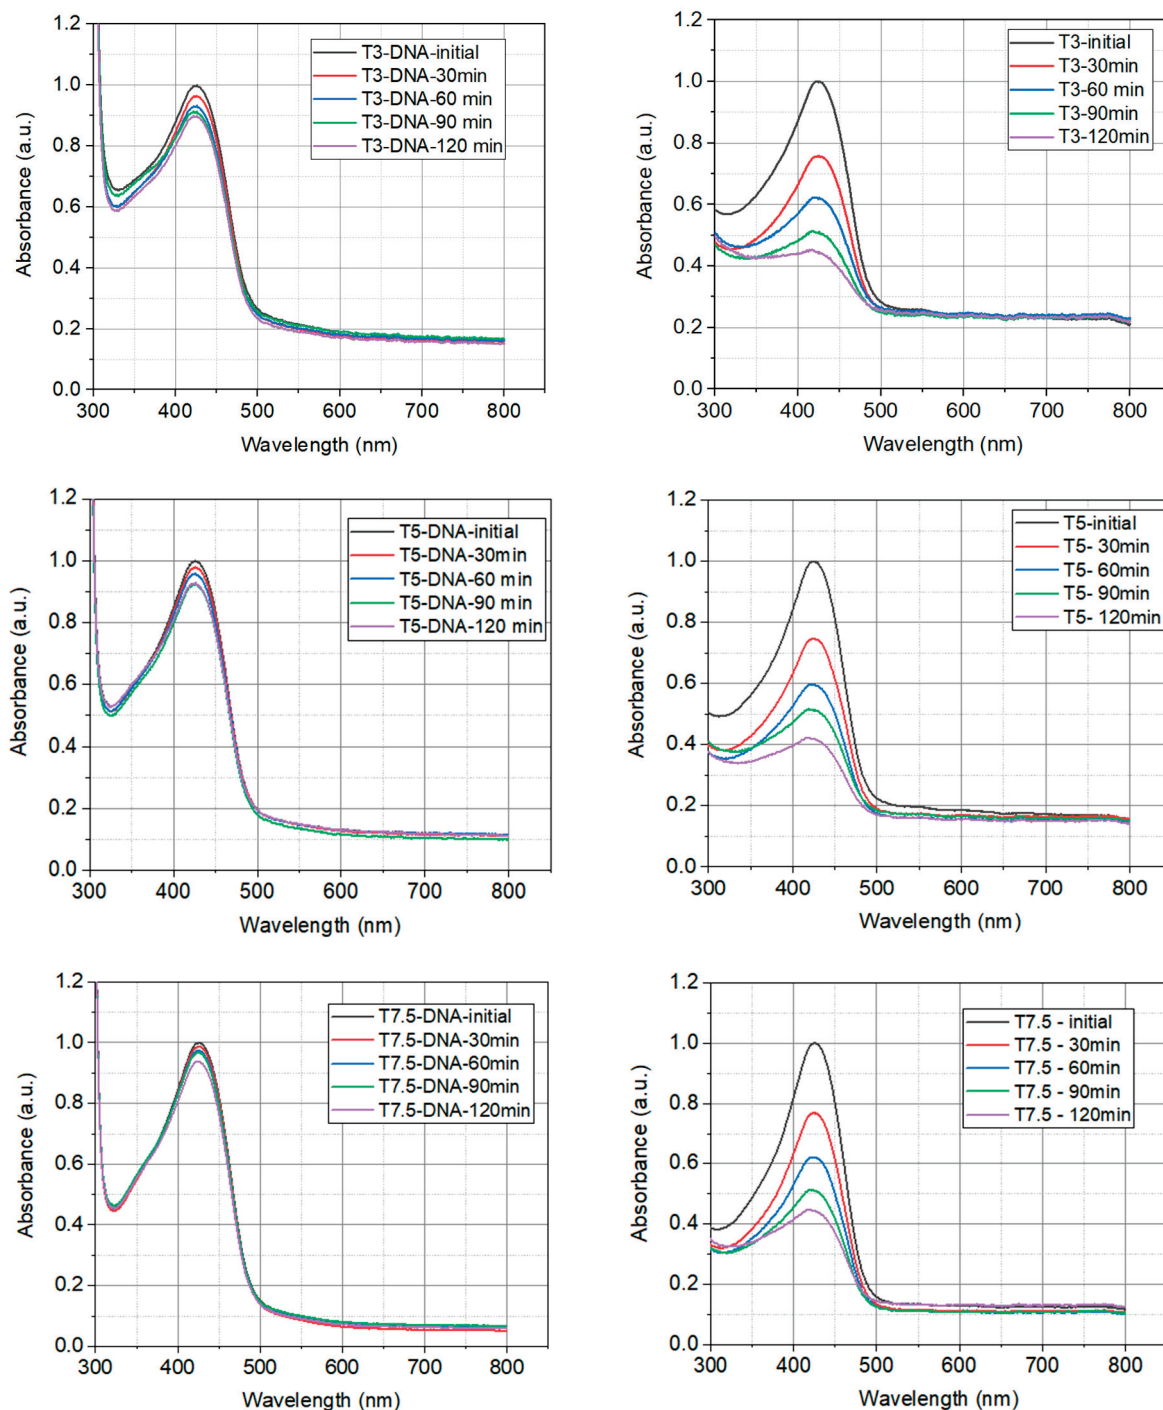 1.2
1.0
0.8
0.6
0.4
0.2
0.0
Absorbance (a.u.)
T3-DNA-initial
T3-DNA-30min
T3-DNA-60 min
T3-DNA-90 min
T3-DNA-120 min
300 400 500 600 700 800
Wavelength (nm)
1.2
1.0
0.8
0.6
0.4
0.2
0.0
Absorbance (a.u.)
T3-initial
T3-30min
T3-60 min
T3-90min
T3-120min
300 400 500 600 700 800
Wavelength (nm)
1.2
1.0
0.8
0.6
0.4
0.2
0.0
Absorbance (a.u.)
T5-DNA-initial
T5-DNA-30min
T5-DNA-60 min
T5-DNA-90 min
T5-DNA-120 min
300 400 500 600 700 800
Wavelength (nm)
1.2
1.0
0.8
0.6
0.4
0.2
0.0
Absorbance (a.u.)
T5-initial
T5- 30min
T5- 60min
T5- 90min
T5- 120min
300 400 500 600 700 800
Wavelength (nm)
1.2
1.0
0.8
0.6
0.4
0.2
0.0
Absorbance (a.u.)
T7.5-DNA-initial
T7.5-DNA-30min
T7.5-DNA-60min
T7.5-DNA-90min
T7.5-DNA-120min
300 400 500 600 700 800
Wavelength (nm)
1.2
1.0
0.8
0.6
0.4
0.2
0.0
Absorbance (a.u.)
T7.5 - initial
T7.5 - 30min
T7.5 - 60min
T7.5 - 90min
T7.5 - 120min
300 400 500 600 700 800
Wavelength (nm)